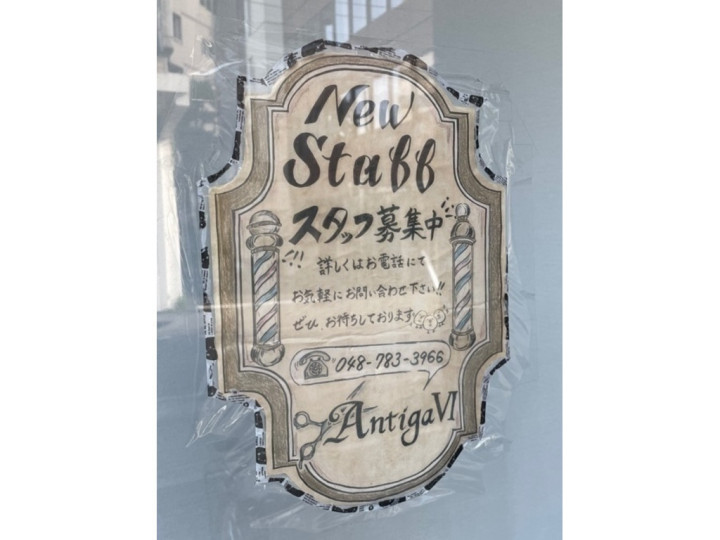 New
Staff
スタッフ募集中
!!
詳しくはお電話にて
お気軽にお問い合わせ下さい!!
ぜひ、お待ちしております
048-783-3966
AntigaⅥ